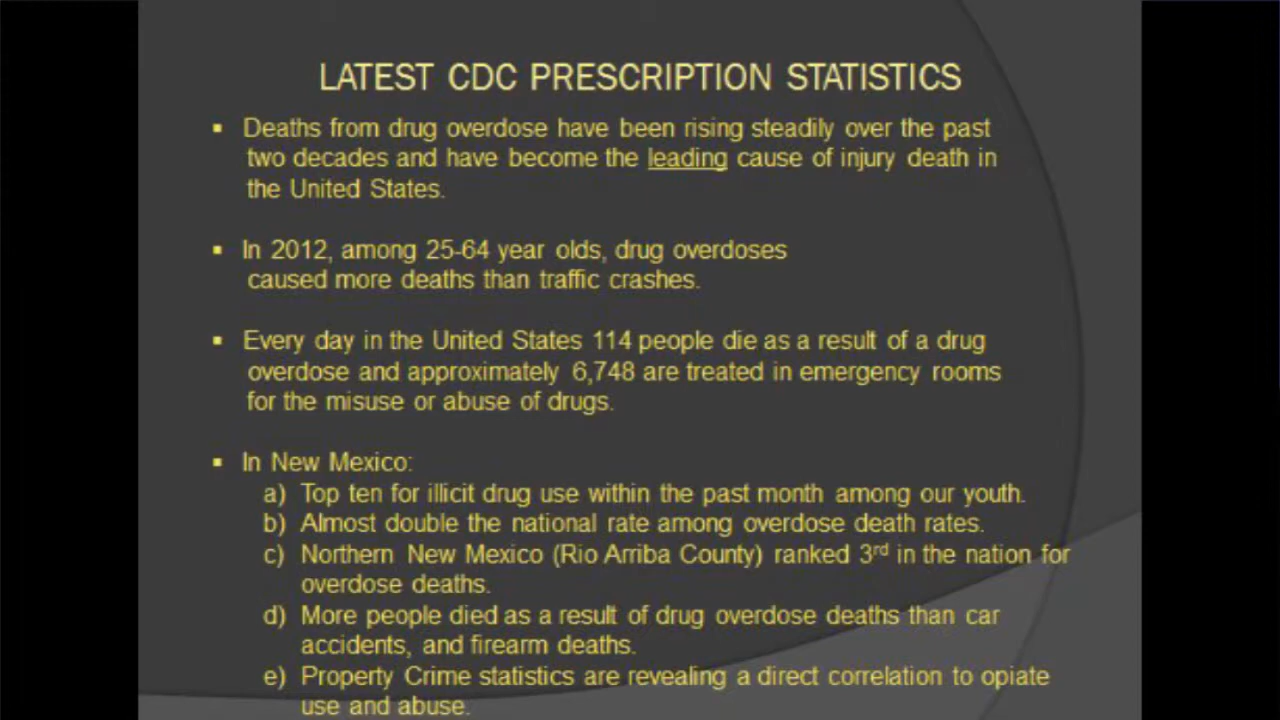 LATEST CDC PRESCRIPTION STATISTICS
▪ Deaths from drug overdose have been rising steadily over the past
two decades and have become the leading cause of injury death in
the United States.
▪ In 2012, among 25-64 year olds, drug overdoses
caused more deaths than traffic crashes.
▪ Every day in the United States 114 people die as a result of a drug
overdose and approximately 6,748 are treated in emergency rooms
for the misuse or abuse of drugs.
▪ In New Mexico:
a) Top ten for illicit drug use within the past month among our youth.
b) Almost double the national rate among overdose death rates.
c) Northern New Mexico (Rio Arriba County) ranked 3rd in the nation for
overdose deaths.
d) More people died as a result of drug overdose deaths than car
accidents, and firearm deaths.
e) Property Crime statistics are revealing a direct correlation to opiate
use and abuse.